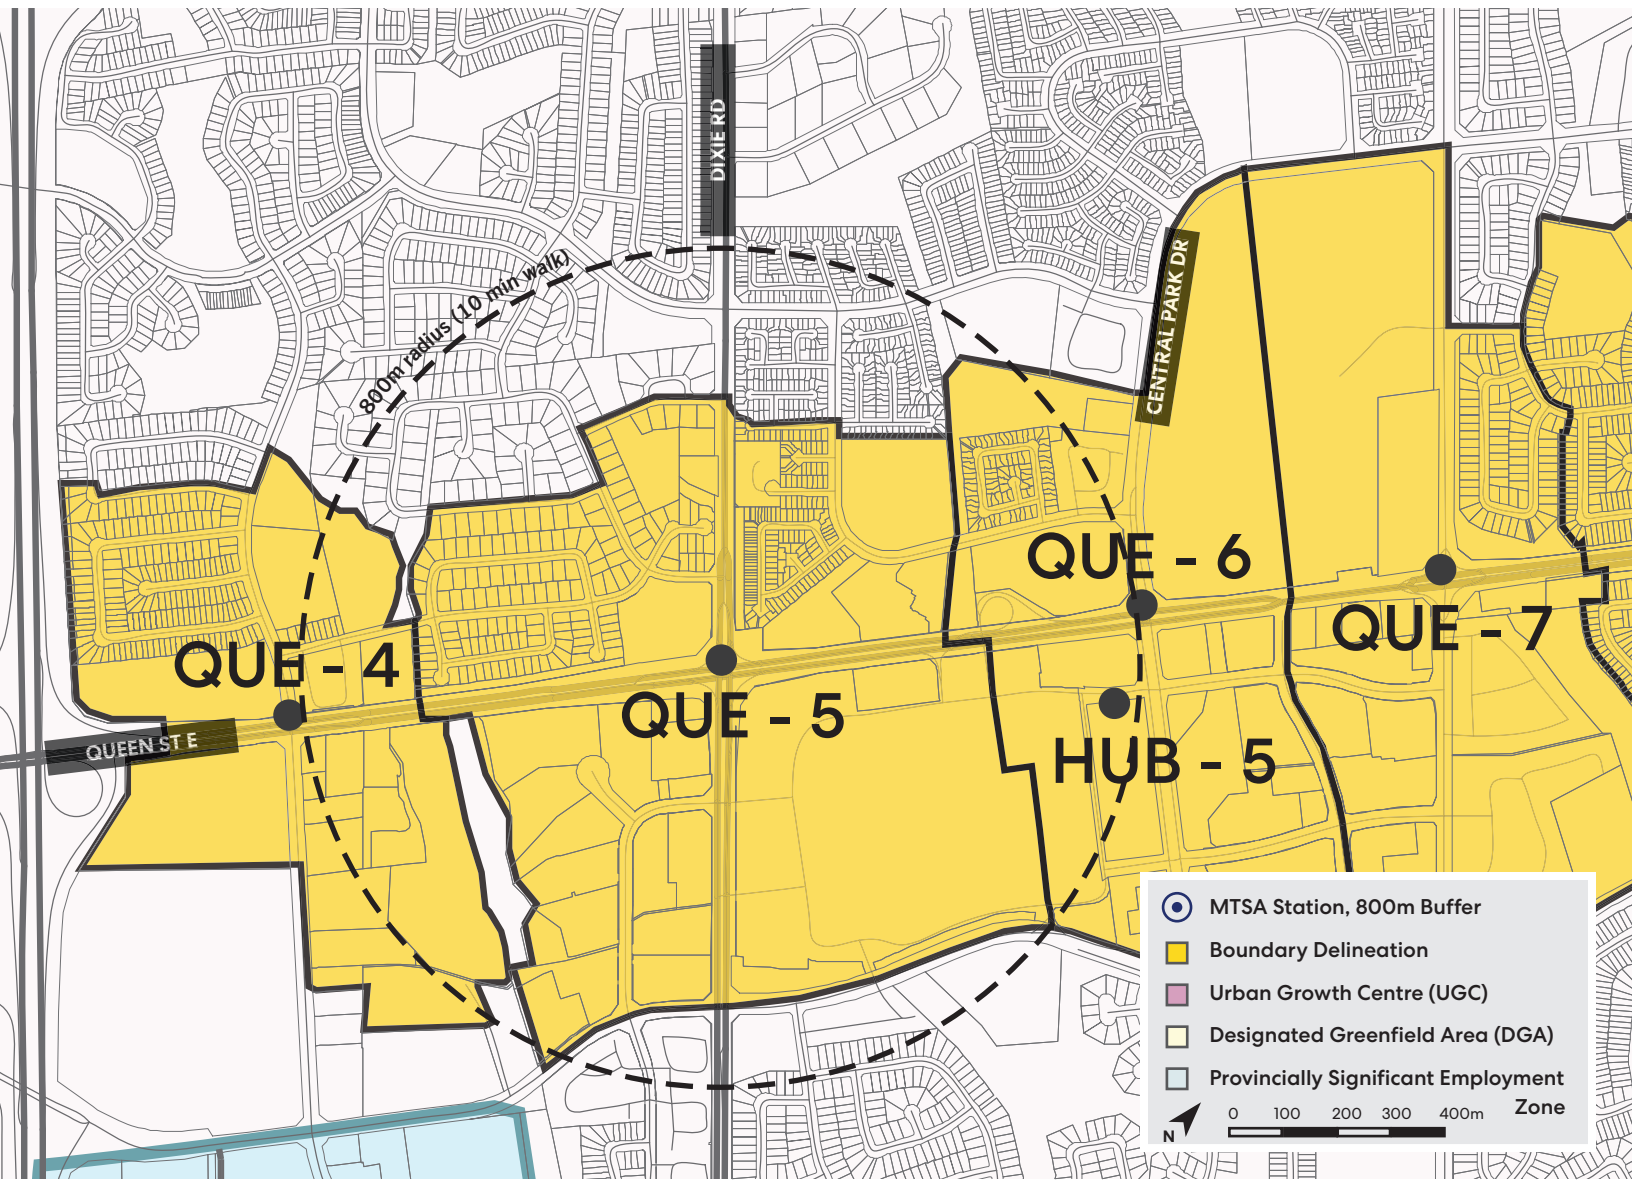 DIXIE RD
800m radius (10 min walk)
CENTRAL PARK DR
QUE - 6
QUE - 7
QUE - 4
QUE - 5
QUEEN ST E
HUB - 5
MTSA Station, 800m Buffer
Boundary Delineation
Urban Growth Centre (UGC)
Designated Greenfield Area (DGA)
Provincially Significant Employment
Zone
N
0 100 200 300 400m